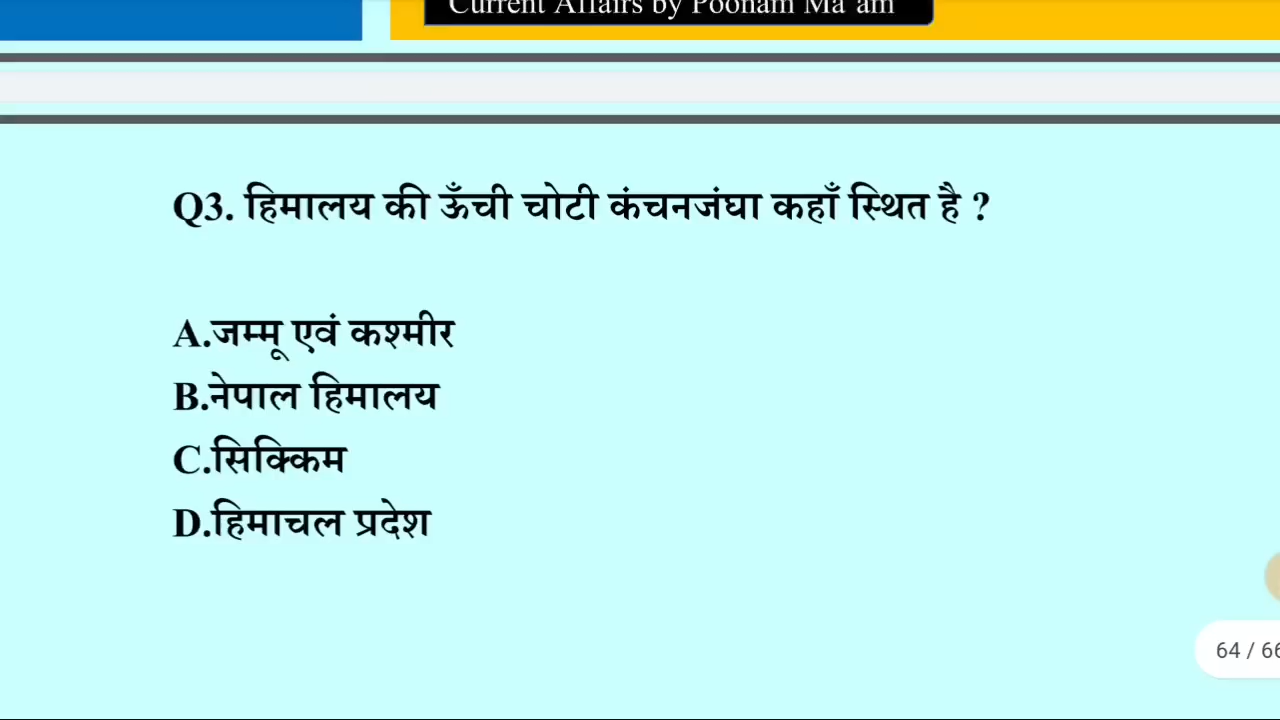 Current Affairs by Poonam Ma'am
Q3. हिमालय की ऊँची चोटी कंचनजंघा कहाँ स्थित है ?
A.जम्मू एवं कश्मीर
B.नेपाल हिमालय
C.सिक्किम
D.हिमाचल प्रदेश
64 / 66